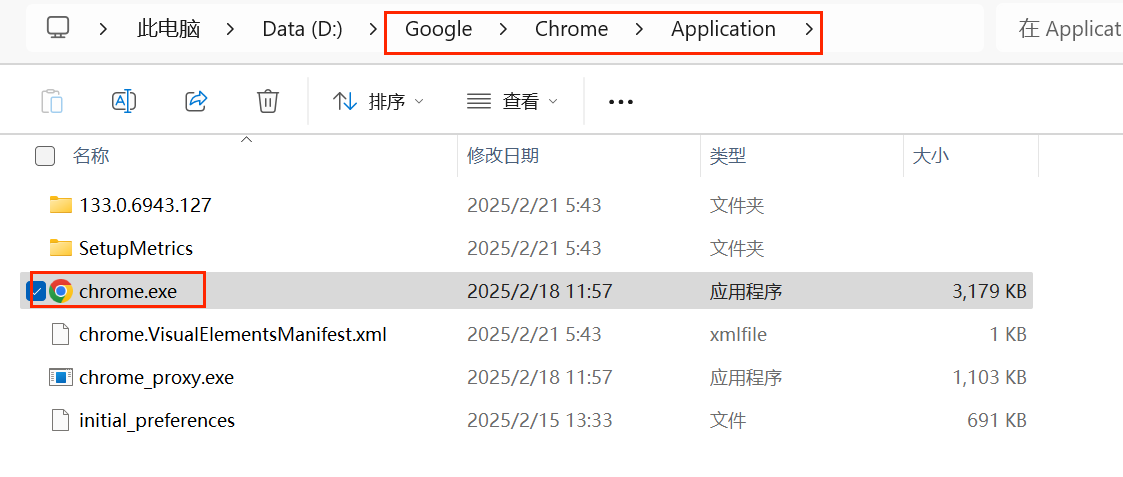 此电脑 > Data (D:) > Google > Chrome > Application > 在 Applicat
排序 查看 •••
名称 修改日期 类型 大小
133.0.6943.127 2025/2/21 5:43 文件夹
SetupMetrics 2025/2/21 5:43 文件夹
chrome.exe 2025/2/18 11:57 应用程序 3,179 KB
chrome.VisualElementsManifest.xml 2025/2/21 5:43 xmlfile 1 KB
chrome_proxy.exe 2025/2/18 11:57 应用程序 1,103 KB
initial_preferences 2025/2/15 13:33 文件 691 KB